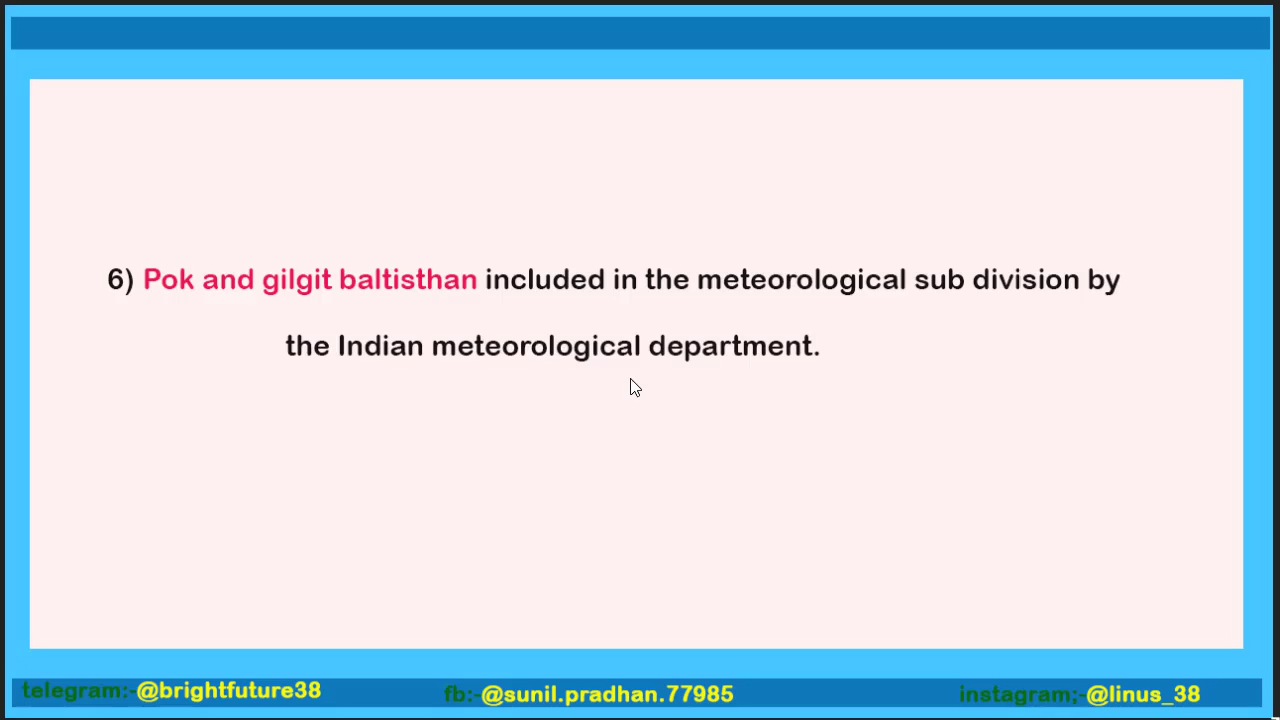 6) Pok and gilgit baltisthan included in the meteorological sub division by
the Indian meteorological department.
telegram:-@brightfuture38
fb:-@sunil.pradhan.77985
instagram;-@linus_38